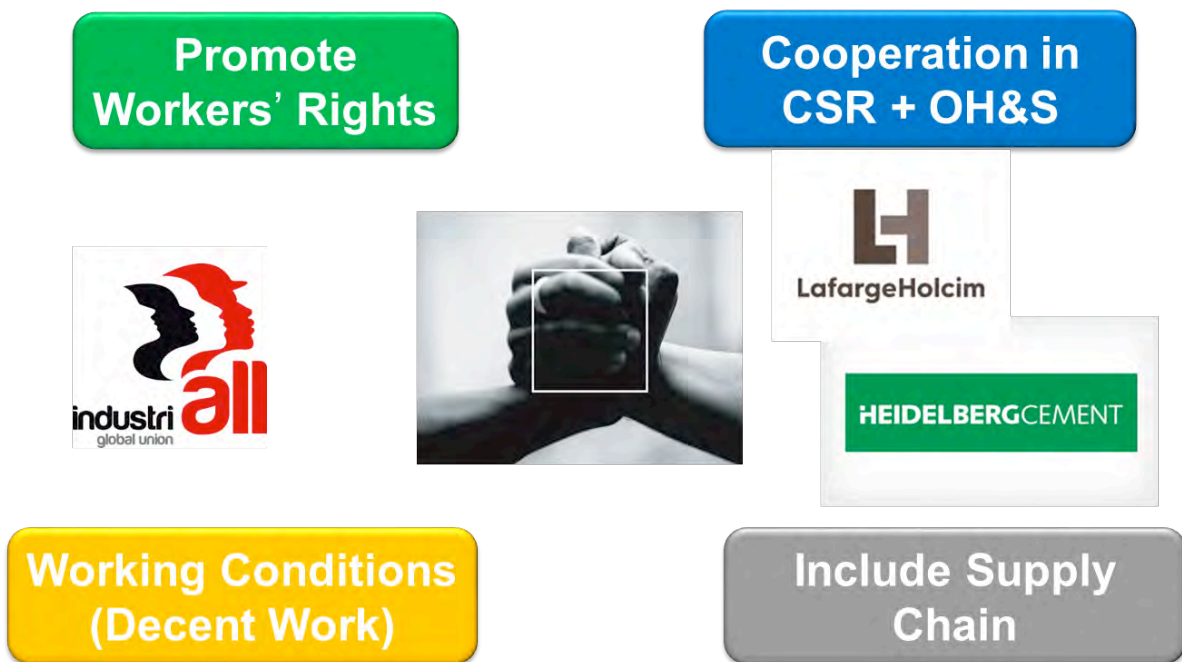 Promote
Workers’ Rights
Cooperation in
CSR + OH&S
LH
LafargeHolcim
industri all
global union
HEIDELBERGCEMENT
Working Conditions
(Decent Work)
Include Supply
Chain